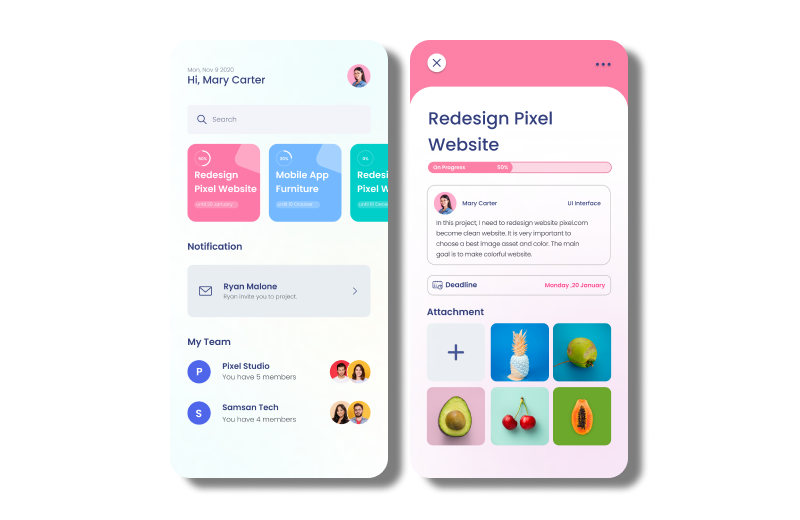 Mon, Nov 9 2020
Hi, Mary Carter
Search
50%
Redesign
Pixel Website
Until 20 January
30%
Mobile App
Furniture
Until 10 October
Redesi
Pixel W
Notification
Ryan Malone
Ryan invite you to project.
My Team
P
Pixel Studio
You have 5 members
S
Samsan Tech
You have 4 members
Redesign Pixel
Website
On Progress 50%
Mary Carter UI Interface
In this project, I need to redesign website pixel.com
become clean website. It is very important to
choose a best image asset and color. The main
goal is to make colorful website.
Deadline Monday ,20 January
Attachment